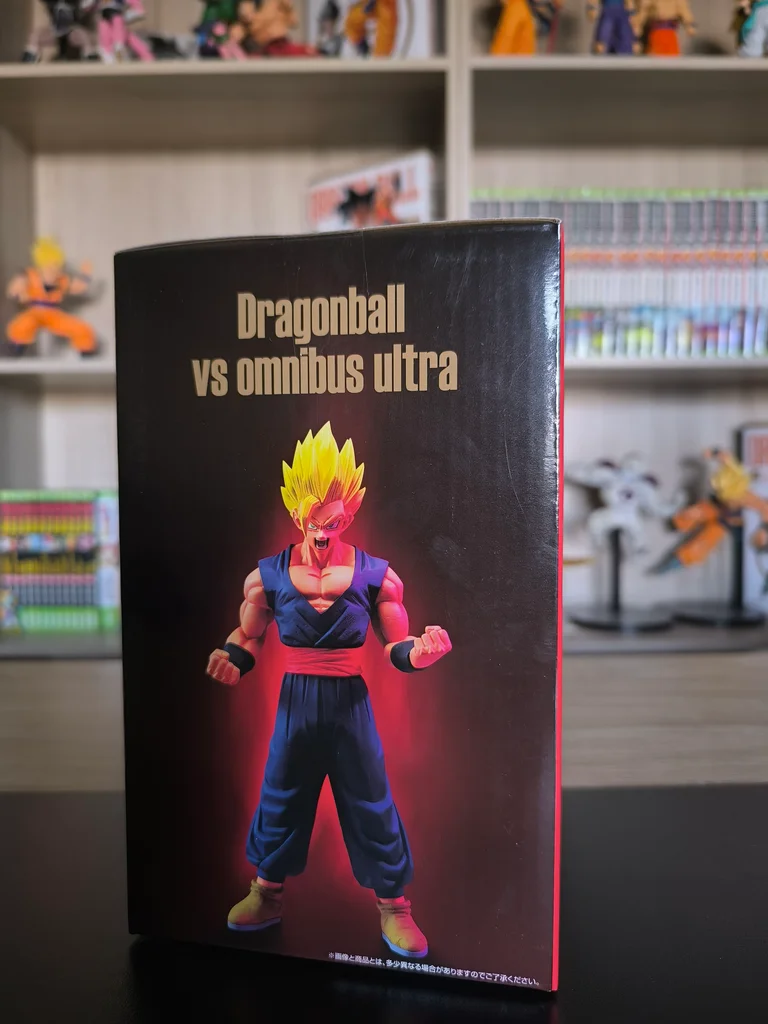 Dragonball
vs omnibus ultra
※画像と商品とは、多少異なる場合がありますのでご了承ください。